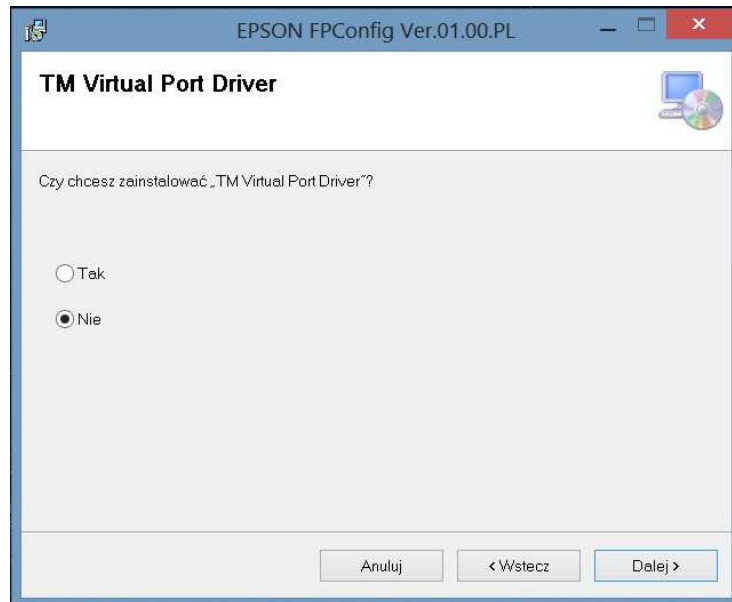 EPSON FPConfig Ver.01.00.PL
TM Virtual Port Driver
Czy chcesz zainstalować „TM Virtual Port Driver”?
Tak
Nie
Anuluj
< Wstecz
Dalej >